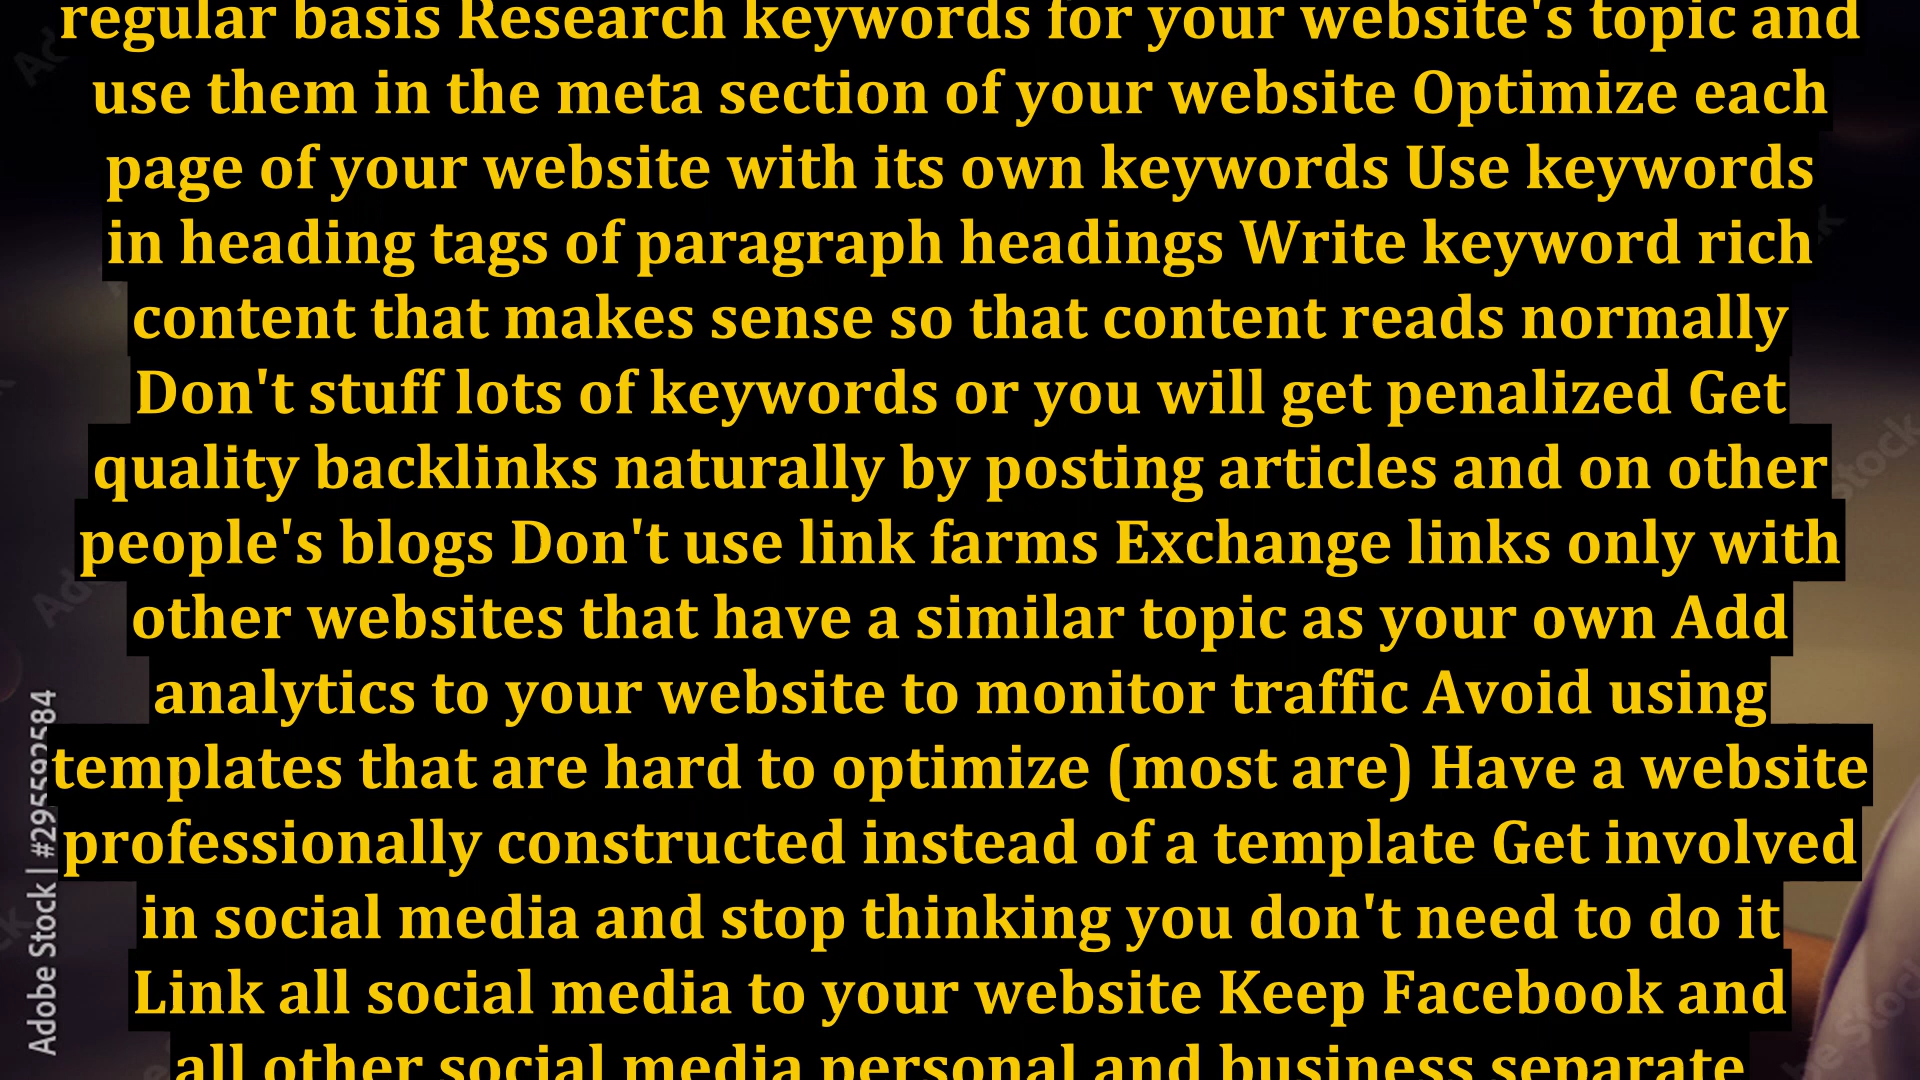 regular basis Research keywords for your website's topic and
use them in the meta section of your website Optimize each
page of your website with its own keywords Use keywords
in heading tags of paragraph headings Write keyword rich
content that makes sense so that content reads normally
Don't stuff lots of keywords or you will get penalized Get
quality backlinks naturally by posting articles and on other
people's blogs Don't use link farms Exchange links only with
other websites that have a similar topic as your own Add
analytics to your website to monitor traffic Avoid using
templates that are hard to optimize (most are) Have a website
professionally constructed instead of a template Get involved
in social media and stop thinking you don't need to do it
Link all social media to your website Keep Facebook and
all other social media personal and business separate
Adobe Stock | #295592584